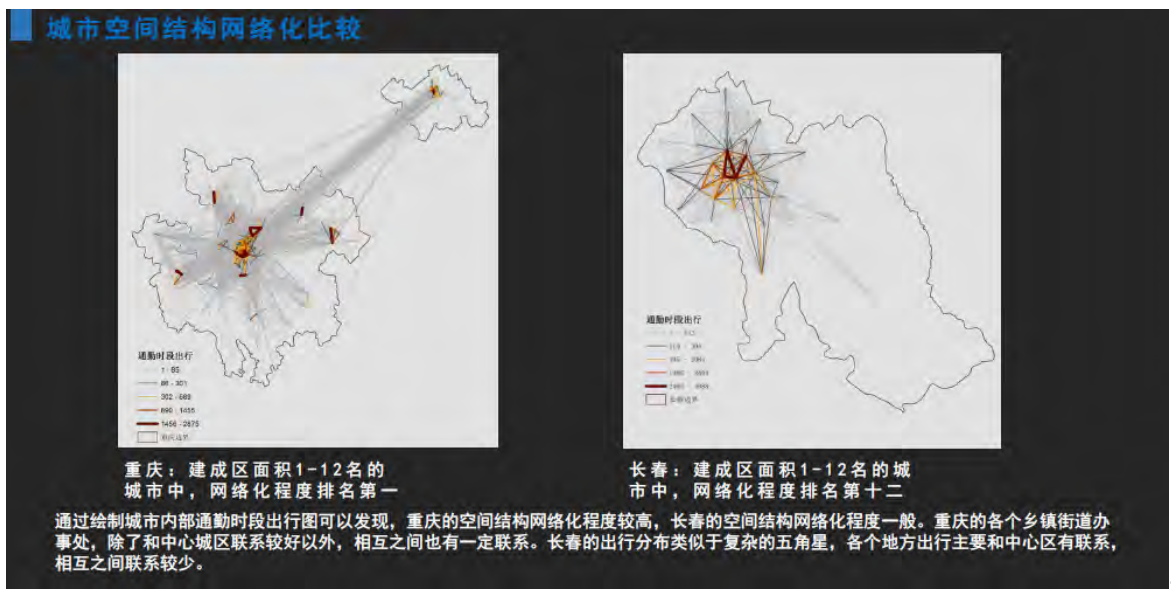 城市空间结构网络化比较
通勤时段出行
1 - 85
86 - 301
302 - 689
690 - 1455
1456 - 2875
重庆边界
通勤时段出行
长春边界
重庆：建成区面积1-12名的
城市中，网络化程度排名第一
长春：建成区面积1-12名的城
市中，网络化程度排名第十二
通过绘制城市内部通勤时段出行图可以发现，重庆的空间结构网络化程度较高，长春的空间结构网络化程度一般。重庆的各个乡镇街道办
事处，除了和中心城区联系较好以外，相互之间也有一定联系。长春的出行分布类似于复杂的五角星，各个地方出行主要和中心区有联系，
相互之间联系较少。